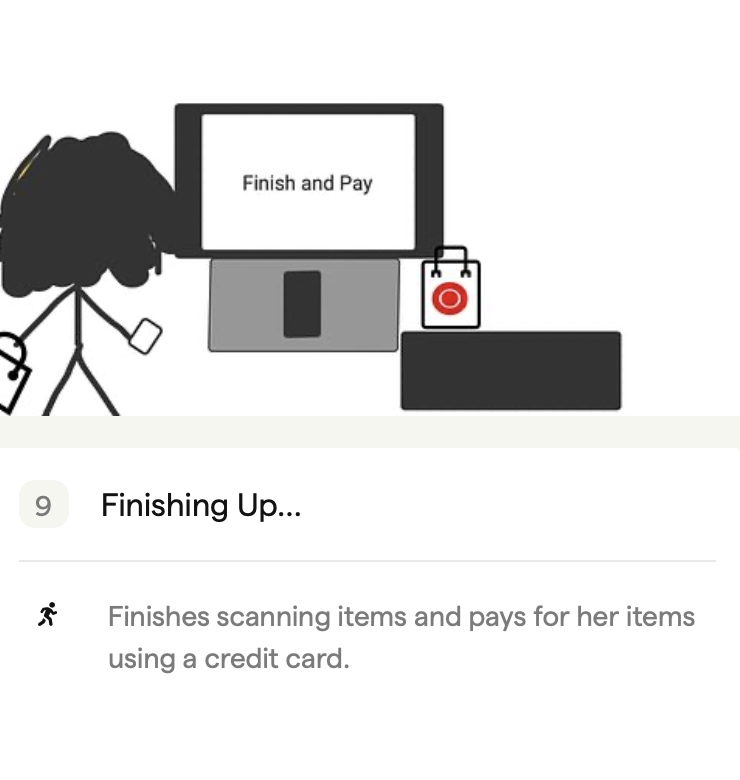 Finish and Pay
9
Finishing Up...
Finishes scanning items and pays for her items
using a credit card.